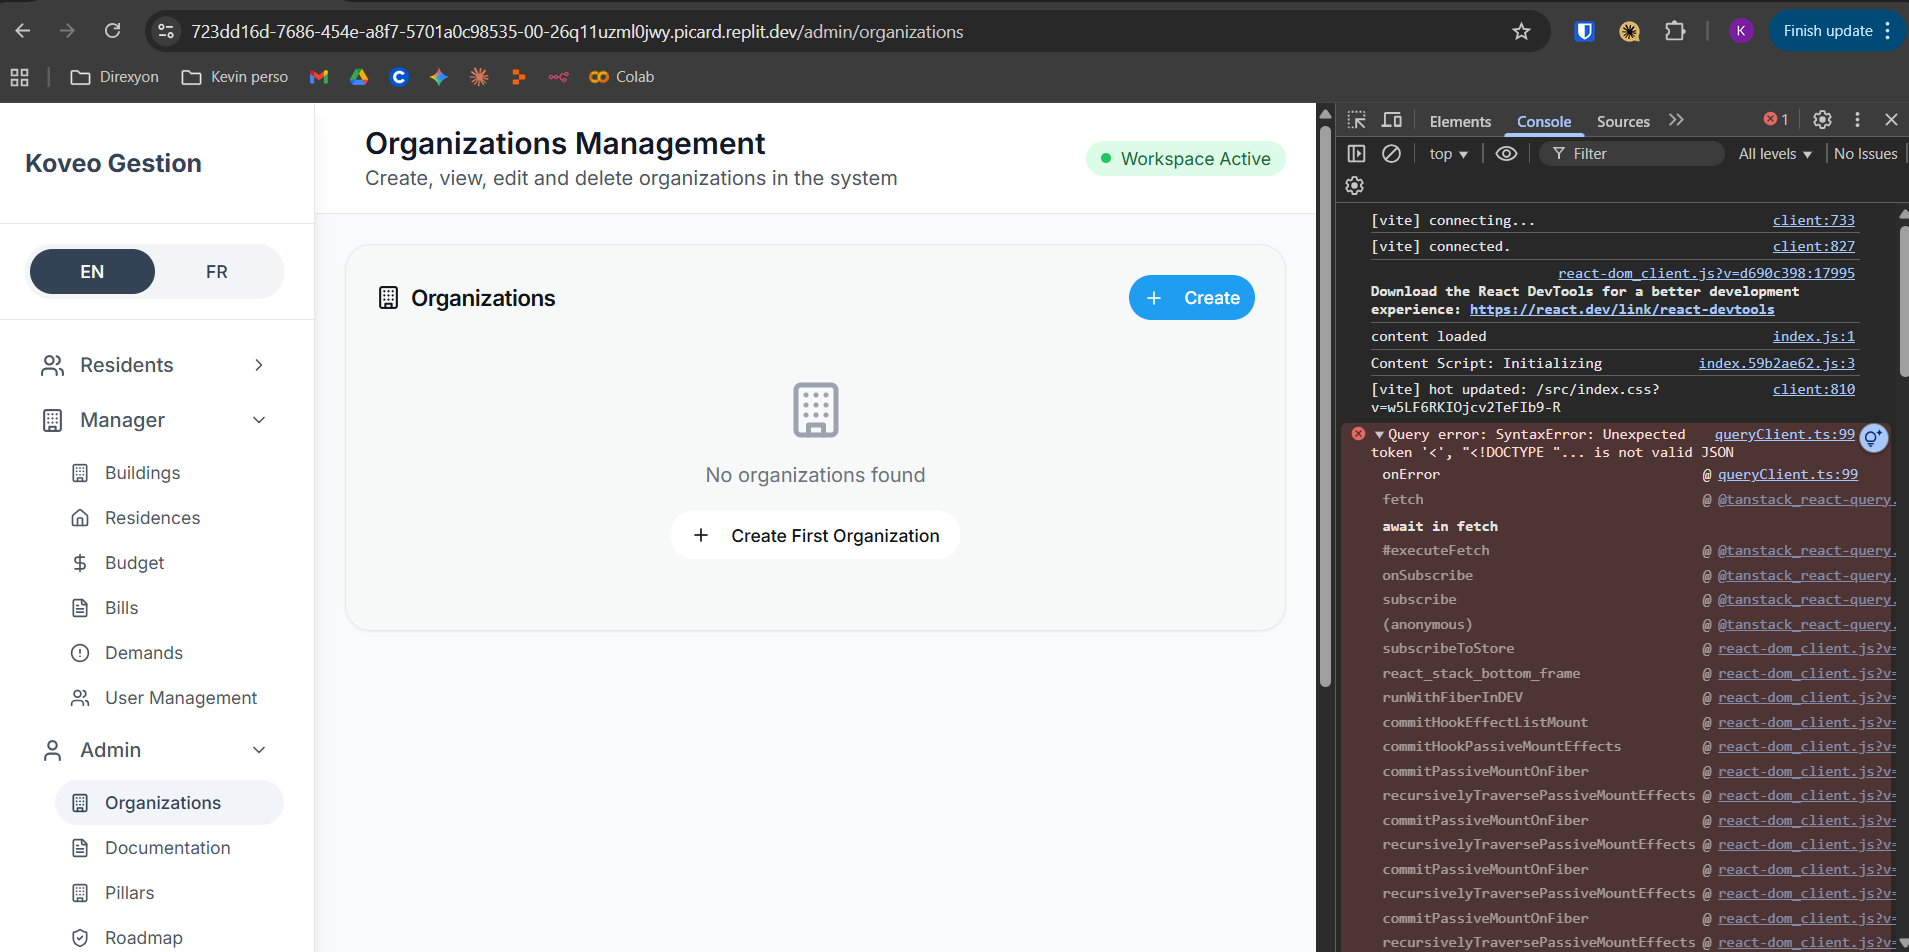 723dd16d-7686-454e-a8f7-5701a0c98535-00-26q11uzml0jwy.picard.replit.dev/admin/organizations
K
Finish update
Direxyon
Kevin perso
Colab
Koveo Gestion
EN
FR
Residents
Manager
Buildings
Residences
Budget
Bills
Demands
User Management
Admin
Organizations
Documentation
Pillars
Roadmap
Organizations Management
Create, view, edit and delete organizations in the system
Workspace Active
Organizations
+ Create
No organizations found
+ Create First Organization
Elements
Console
Sources
1
top
Filter
All levels
No Issues
[vite] connecting... client:733
[vite] connected. client:827
react-dom_client.js?v=d690c398:17995
Download the React DevTools for a better development
experience: https://react.dev/link/react-devtools
content loaded index.js:1
Content Script: Initializing index.59b2ae62.js:3
[vite] hot updated: /src/index.css? client:810
v=w5LF6RKIOjcv2TeFIb9-R
Query error: SyntaxError: Unexpected queryClient.ts:99
token '<', "<!DOCTYPE "... is not valid JSON
onError @ queryClient.ts:99
fetch @ @tanstack_react-query.
await in fetch
#executeFetch @ @tanstack_react-query.
onSubscribe @ @tanstack_react-query.
subscribe @ @tanstack_react-query.
(anonymous) @ @tanstack_react-query.
subscribeToStore @ react-dom_client.js?v=
react_stack_bottom_frame @ react-dom_client.js?v=
runWithFiberInDEV @ react-dom_client.js?v=
commitHookEffectListMount @ react-dom_client.js?v=
commitHookPassiveMountEffects @ react-dom_client.js?v=
commitPassiveMountOnFiber @ react-dom_client.js?v=
recursivelyTraversePassiveMountEffects @ react-dom_client.js?v=
commitPassiveMountOnFiber @ react-dom_client.js?v=
recursivelyTraversePassiveMountEffects @ react-dom_client.js?v=
commitPassiveMountOnFiber @ react-dom_client.js?v=
recursivelyTraversePassiveMountEffects @ react-dom_client.js?v=
commitPassiveMountOnFiber @ react-dom_client.js?v=
recursivelyTraversePassiveMountEffects @ react-dom_client.js?v=